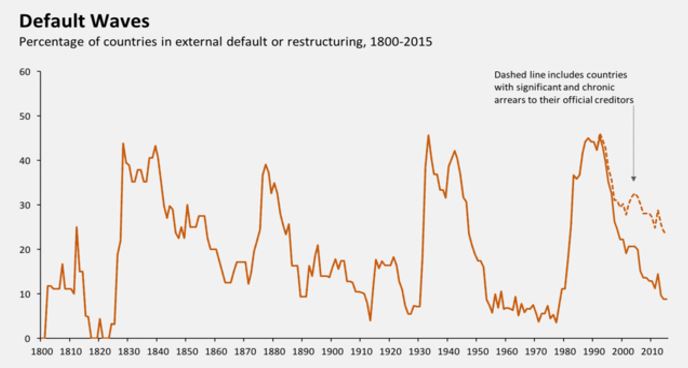 Default Waves
Percentage of countries in external default or restructuring, 1800-2015
Dashed line includes countries
with significant and chronic
arrears to their official creditors
60
50
40
30
20
10
0
1800 1810 1820 1830 1840 1850 1860 1870 1880 1890 1900 1910 1920 1930 1940 1950 1960 1970 1980 1990 2000 2010